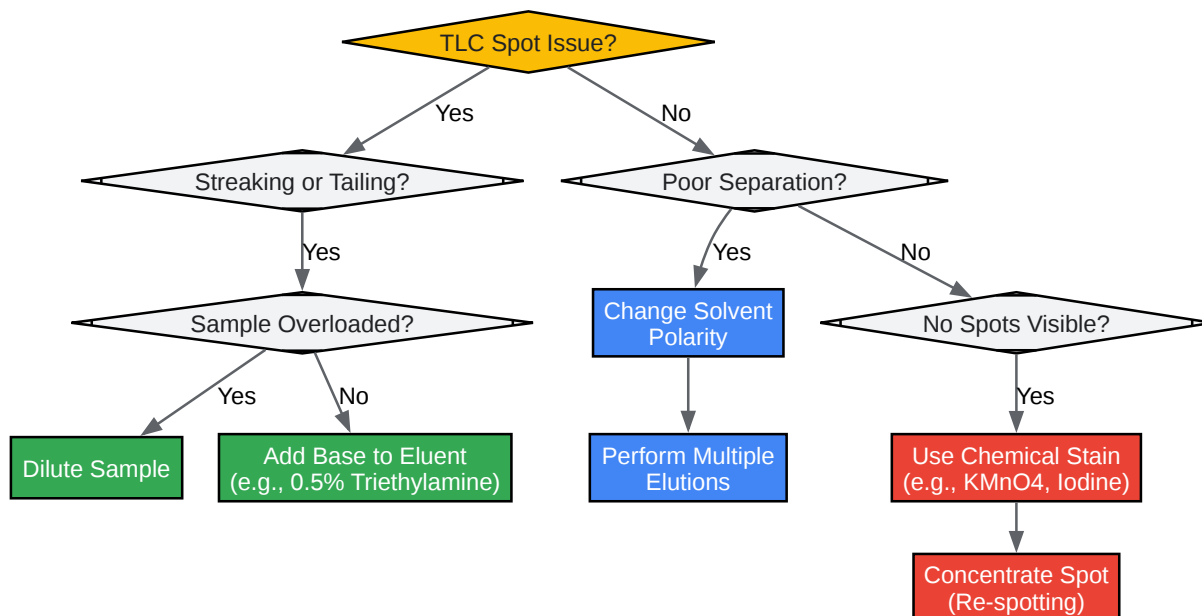 TLC Spot Issue?
Yes
No
Streaking or Tailing?
Poor Separation?
Yes
Yes
No
Sample Overloaded?
Change Solvent
Polarity
No Spots Visible?
Yes
No
Yes
Dilute Sample
Add Base to Eluent
(e.g., 0.5% Triethylamine)
Perform Multiple
Elutions
Use Chemical Stain
(e.g., KMnO4, Iodine)
Concentrate Spot
(Re-spotting)